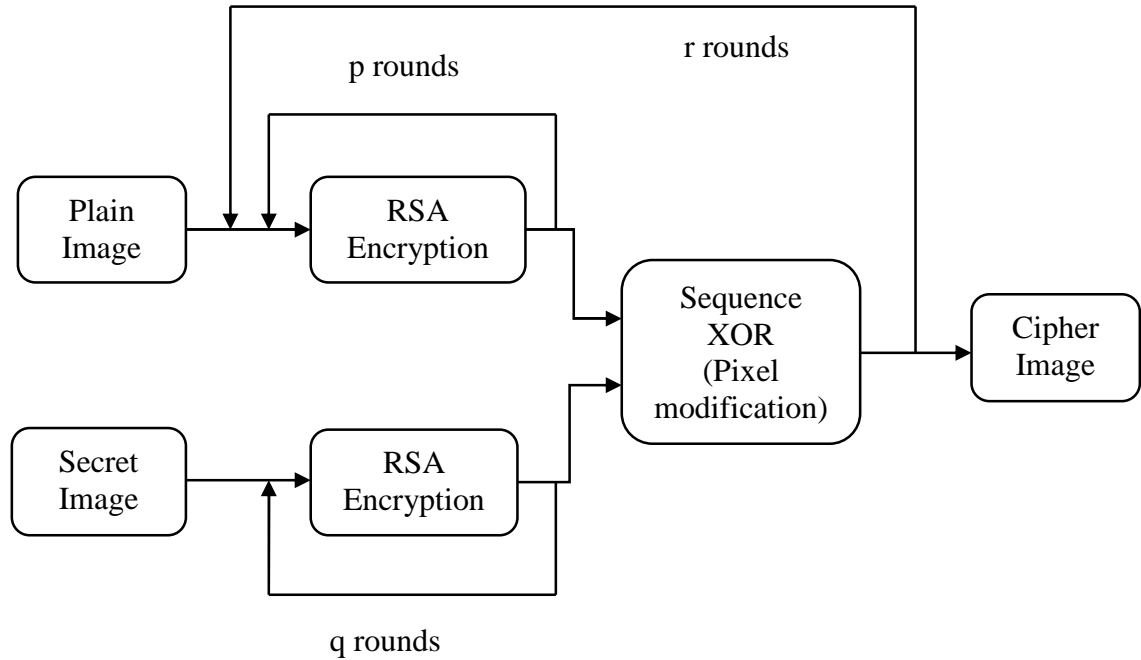 r rounds
p rounds
Plain
Image
RSA
Encryption
Sequence
XOR
(Pixel
modification)
Cipher
Image
Secret
Image
RSA
Encryption
q rounds